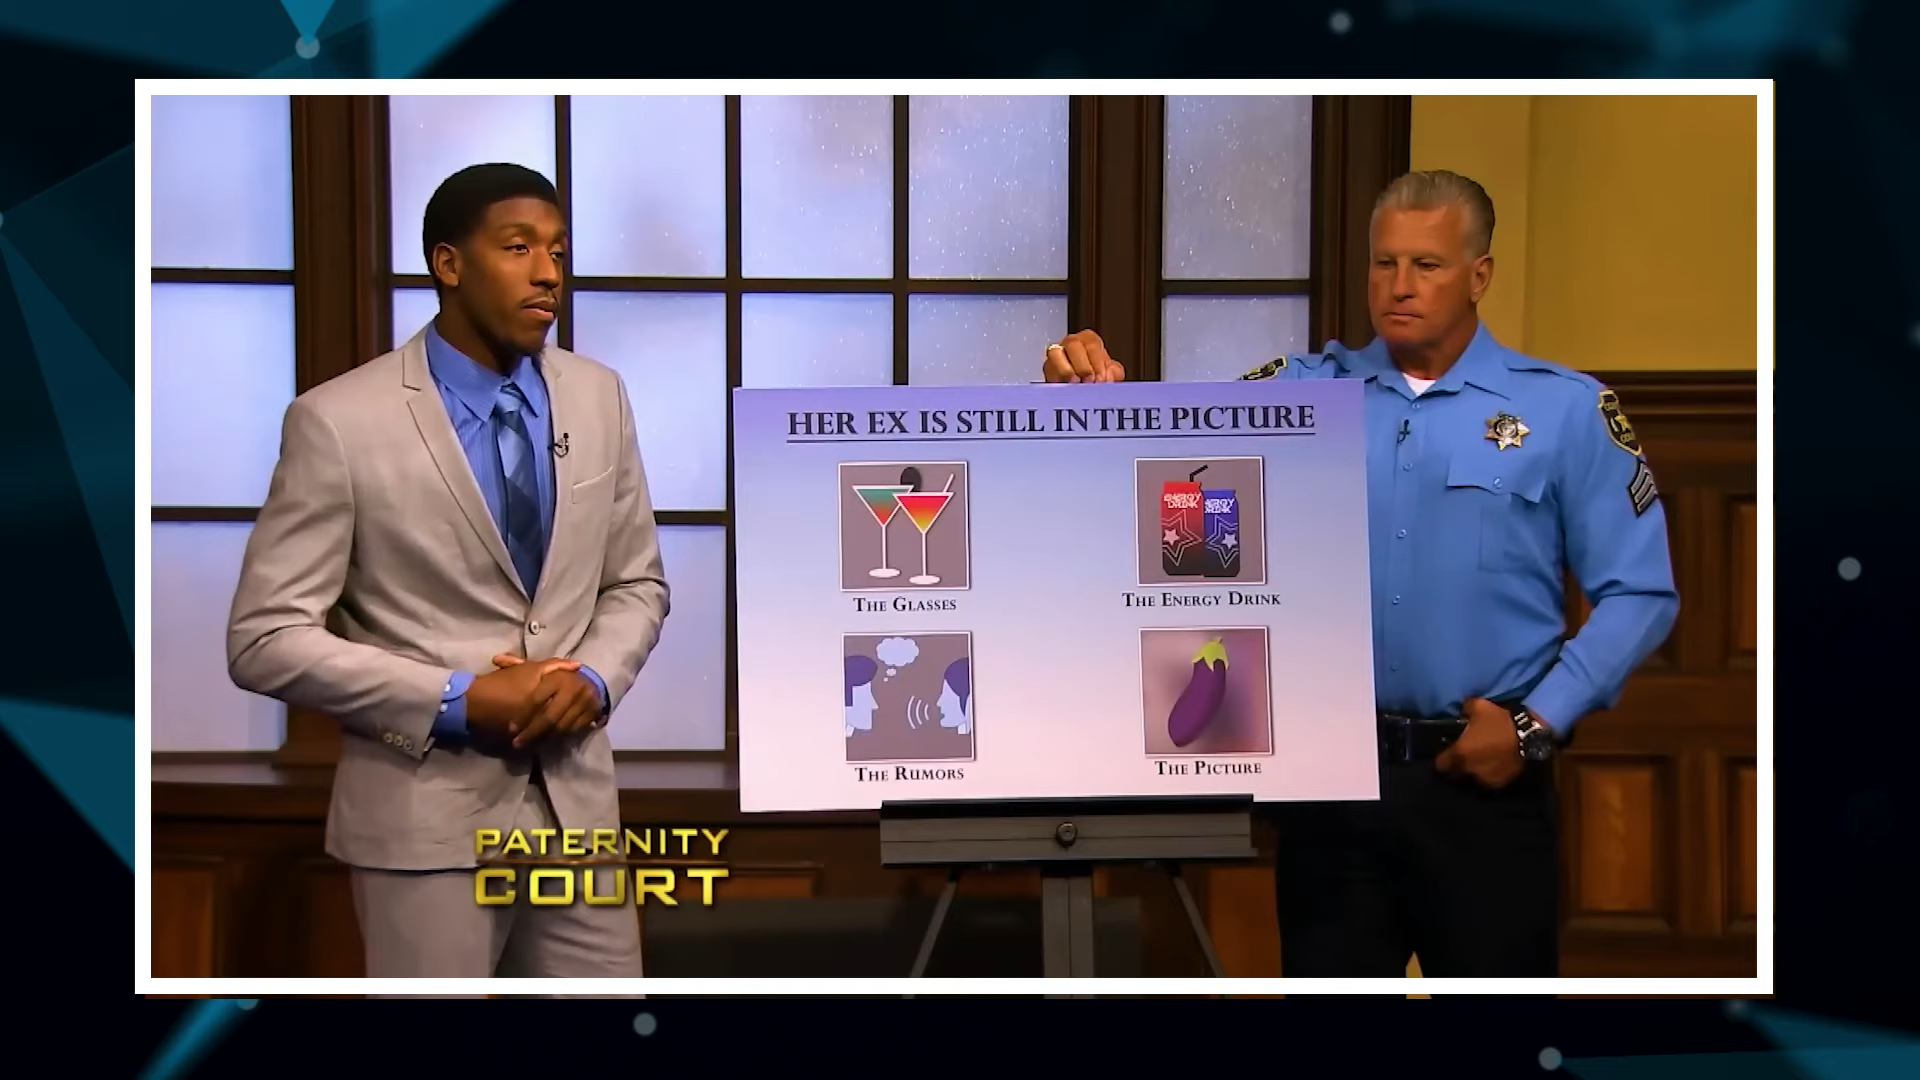 HER EX IS STILL IN THE PICTURE
ENERGY
DRINK
ENERGY
DRINK
THE GLASSES
THE ENERGY DRINK
THE RUMORS
THE PICTURE
PATERNITY
COURT